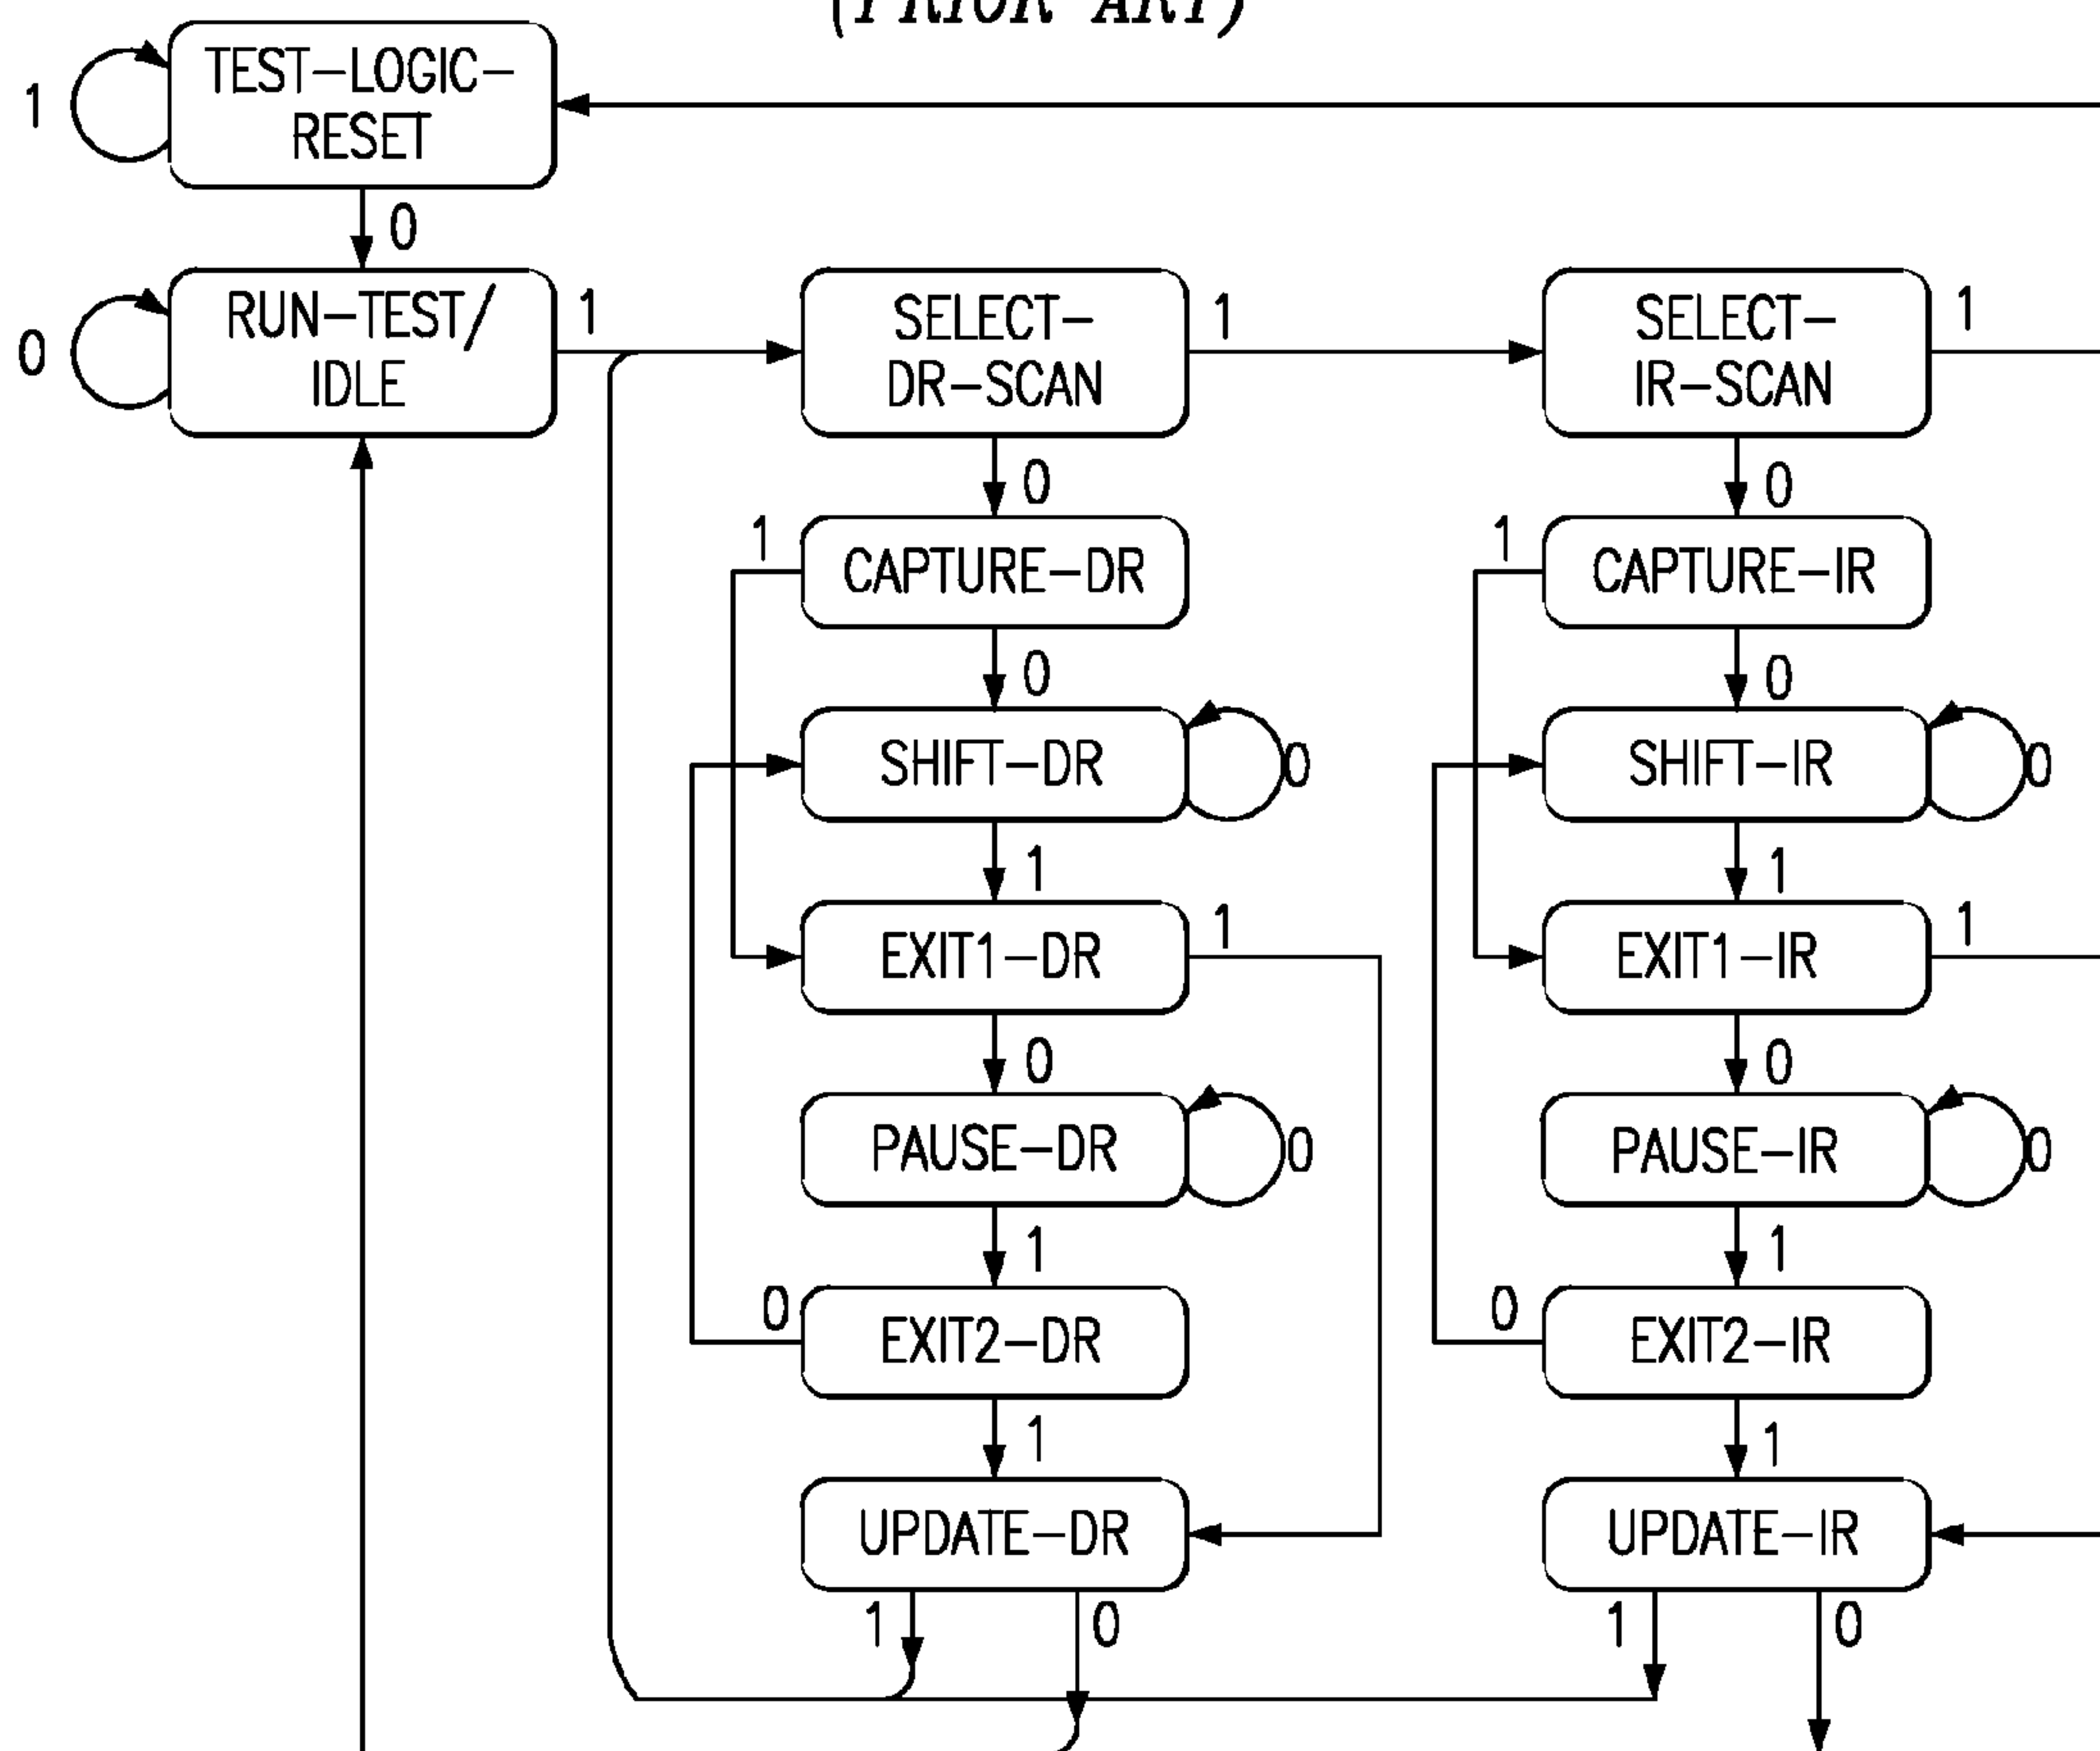 (PRIOR ART)
TEST-LOGIC-
RESET
1
0
RUN-TEST/
IDLE
0
1
SELECT-
DR-SCAN
1
SELECT-
IR-SCAN
1
0
0
1
CAPTURE-DR
1
CAPTURE-IR
0
0
SHIFT-DR
0
SHIFT-IR
0
1
1
EXIT1-DR
1
EXIT1-IR
1
0
0
PAUSE-DR
0
PAUSE-IR
0
1
1
0
EXIT2-DR
0
EXIT2-IR
1
1
UPDATE-DR
UPDATE-IR
1
0
1
0